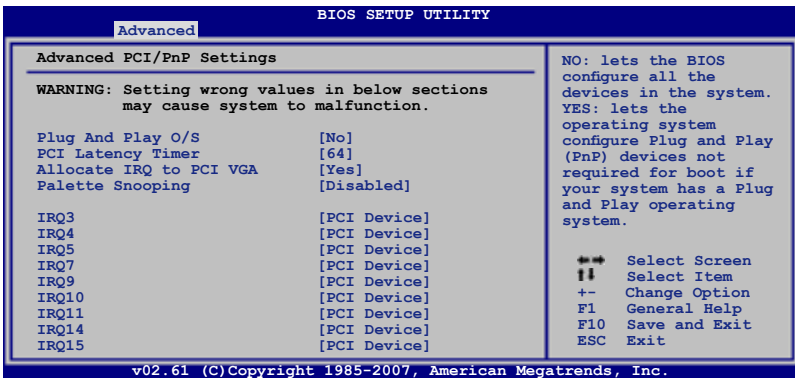 BIOS SETUP UTILITY
Advanced
Advanced PCI/PnP Settings
WARNING: Setting wrong values in below sections
may cause system to malfunction.
Plug And Play O/S [No]
PCI Latency Timer [64]
Allocate IRQ to PCI VGA [Yes]
Palette Snooping [Disabled]
IRQ3 [PCI Device]
IRQ4 [PCI Device]
IRQ5 [PCI Device]
IRQ7 [PCI Device]
IRQ9 [PCI Device]
IRQ10 [PCI Device]
IRQ11 [PCI Device]
IRQ14 [PCI Device]
IRQ15 [PCI Device]
NO: lets the BIOS
configure all the
devices in the system.
YES: lets the
operating system
configure Plug and Play
(PnP) devices not
required for boot if
your system has a Plug
and Play operating
system.
←→ Select Screen
↑↓ Select Item
+- Change Option
F1 General Help
F10 Save and Exit
ESC Exit
v02.61 (C)Copyright 1985-2007, American Megatrends, Inc.